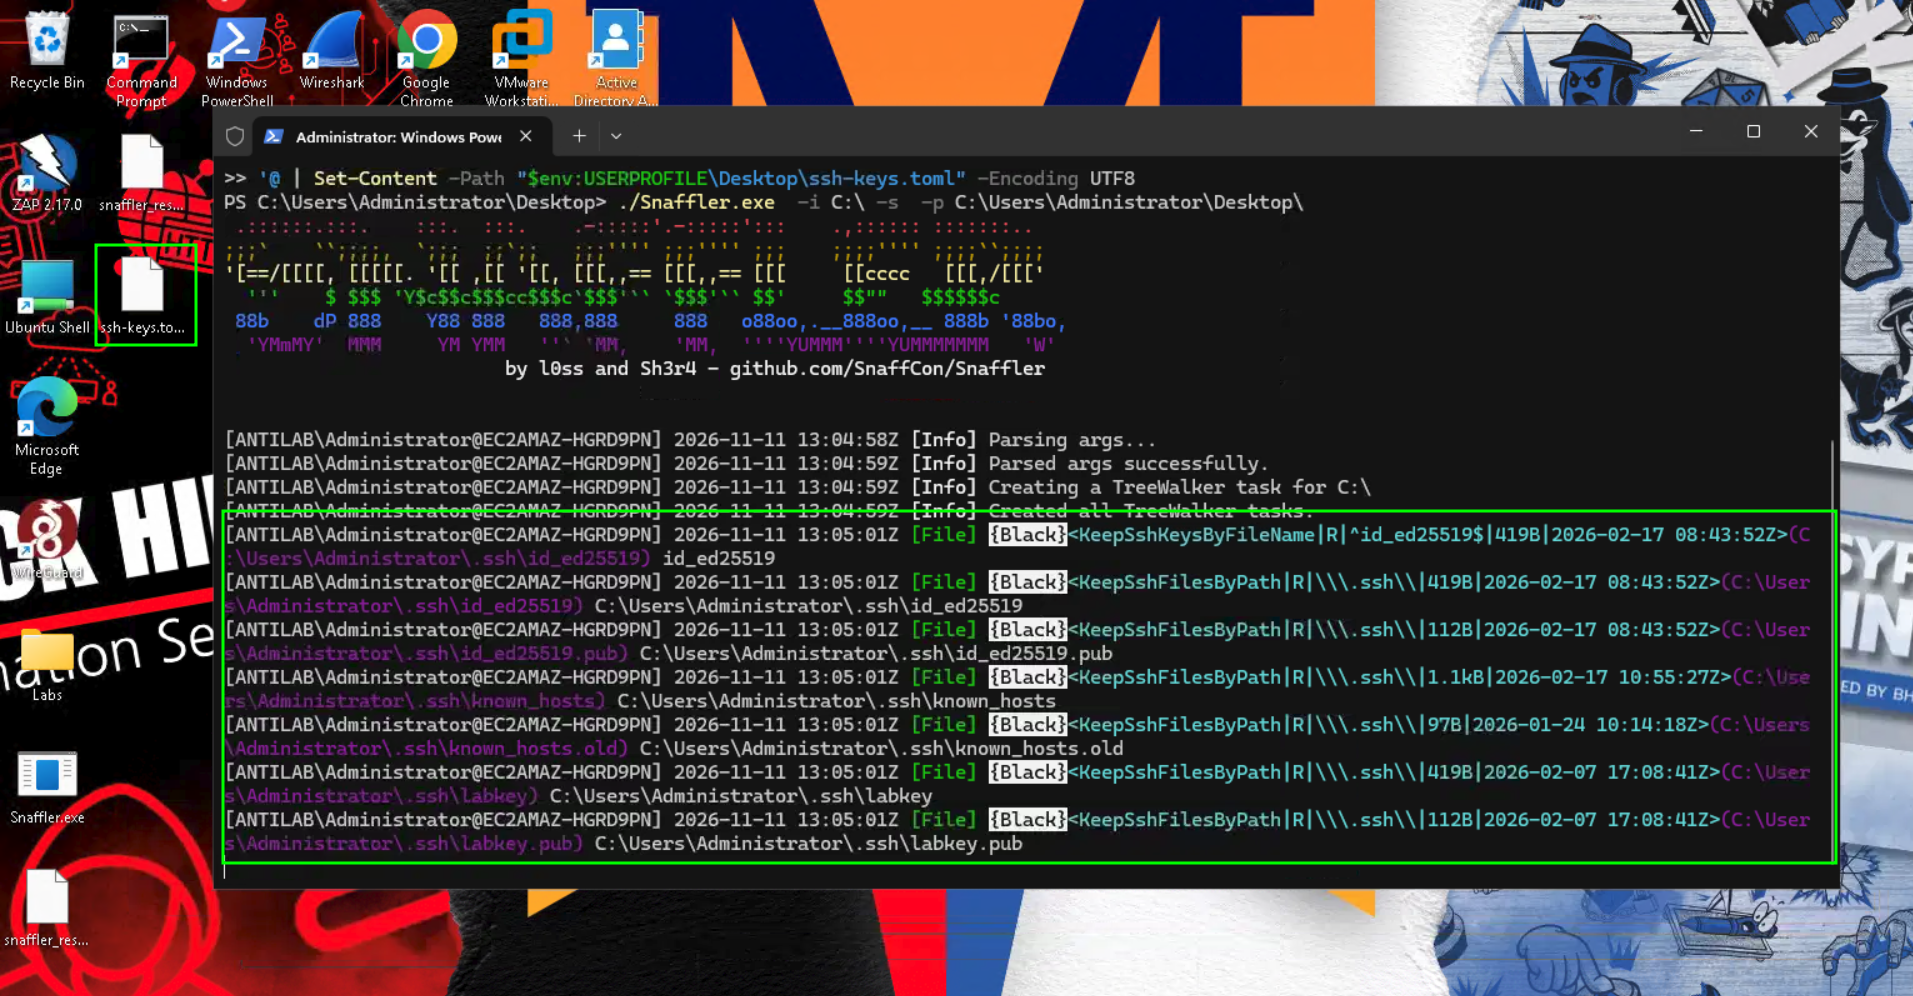 Recycle Bin
Command
Prompt
Windows
PowerShell
Wireshark
Google
Chrome
VMware
Workstati...
Active
Directory A...
ZAP 2.17.0
snaffler_res...
Ubuntu Shell
ssh-keys.to...
Microsoft
Edge
WireGuard
Labs
Snaffler.exe
snaffler_res...
CK HI
nation Se
Administrator: Windows Powe
>> '@ | Set-Content -Path "$env:USERPROFILE\Desktop\ssh-keys.toml" -Encoding UTF8
PS C:\Users\Administrator\Desktop> ./Snaffler.exe  -i C:\ -s  -p C:\Users\Administrator\Desktop\
by l0ss and Sh3r4 - github.com/SnaffCon/Snaffler
[ANTILAB\Administrator@EC2AMAZ-HGRD9PN] 2026-11-11 13:04:58Z [Info] Parsing args...
[ANTILAB\Administrator@EC2AMAZ-HGRD9PN] 2026-11-11 13:04:59Z [Info] Parsed args successfully.
[ANTILAB\Administrator@EC2AMAZ-HGRD9PN] 2026-11-11 13:04:59Z [Info] Creating a TreeWalker task for C:\
[ANTILAB\Administrator@EC2AMAZ-HGRD9PN] 2026-11-11 13:04:59Z [Info] Created all TreeWalker tasks.
[ANTILAB\Administrator@EC2AMAZ-HGRD9PN] 2026-11-11 13:05:01Z [File] {Black}<KeepSshKeysByFileName|R|^id_ed25519$|419B|2026-02-17 08:43:52Z>(C
:\Users\Administrator\.ssh\id_ed25519) id_ed25519
[ANTILAB\Administrator@EC2AMAZ-HGRD9PN] 2026-11-11 13:05:01Z [File] {Black}<KeepSshFilesByPath|R|\\\.ssh\\|419B|2026-02-17 08:43:52Z>(C:\User
s\Administrator\.ssh\id_ed25519) C:\Users\Administrator\.ssh\id_ed25519
[ANTILAB\Administrator@EC2AMAZ-HGRD9PN] 2026-11-11 13:05:01Z [File] {Black}<KeepSshFilesByPath|R|\\\.ssh\\|112B|2026-02-17 08:43:52Z>(C:\User
s\Administrator\.ssh\id_ed25519.pub) C:\Users\Administrator\.ssh\id_ed25519.pub
[ANTILAB\Administrator@EC2AMAZ-HGRD9PN] 2026-11-11 13:05:01Z [File] {Black}<KeepSshFilesByPath|R|\\\.ssh\\|1.1kB|2026-02-17 10:55:27Z>(C:\Use
rs\Administrator\.ssh\known_hosts) C:\Users\Administrator\.ssh\known_hosts
[ANTILAB\Administrator@EC2AMAZ-HGRD9PN] 2026-11-11 13:05:01Z [File] {Black}<KeepSshFilesByPath|R|\\\.ssh\\|97B|2026-01-24 10:14:18Z>(C:\Users
\Administrator\.ssh\known_hosts.old) C:\Users\Administrator\.ssh\known_hosts.old
[ANTILAB\Administrator@EC2AMAZ-HGRD9PN] 2026-11-11 13:05:01Z [File] {Black}<KeepSshFilesByPath|R|\\\.ssh\\|419B|2026-02-07 17:08:41Z>(C:\User
s\Administrator\.ssh\labkey) C:\Users\Administrator\.ssh\labkey
[ANTILAB\Administrator@EC2AMAZ-HGRD9PN] 2026-11-11 13:05:01Z [File] {Black}<KeepSshFilesByPath|R|\\\.ssh\\|112B|2026-02-07 17:08:41Z>(C:\User
s\Administrator\.ssh\labkey.pub) C:\Users\Administrator\.ssh\labkey.pub
ED BY BH